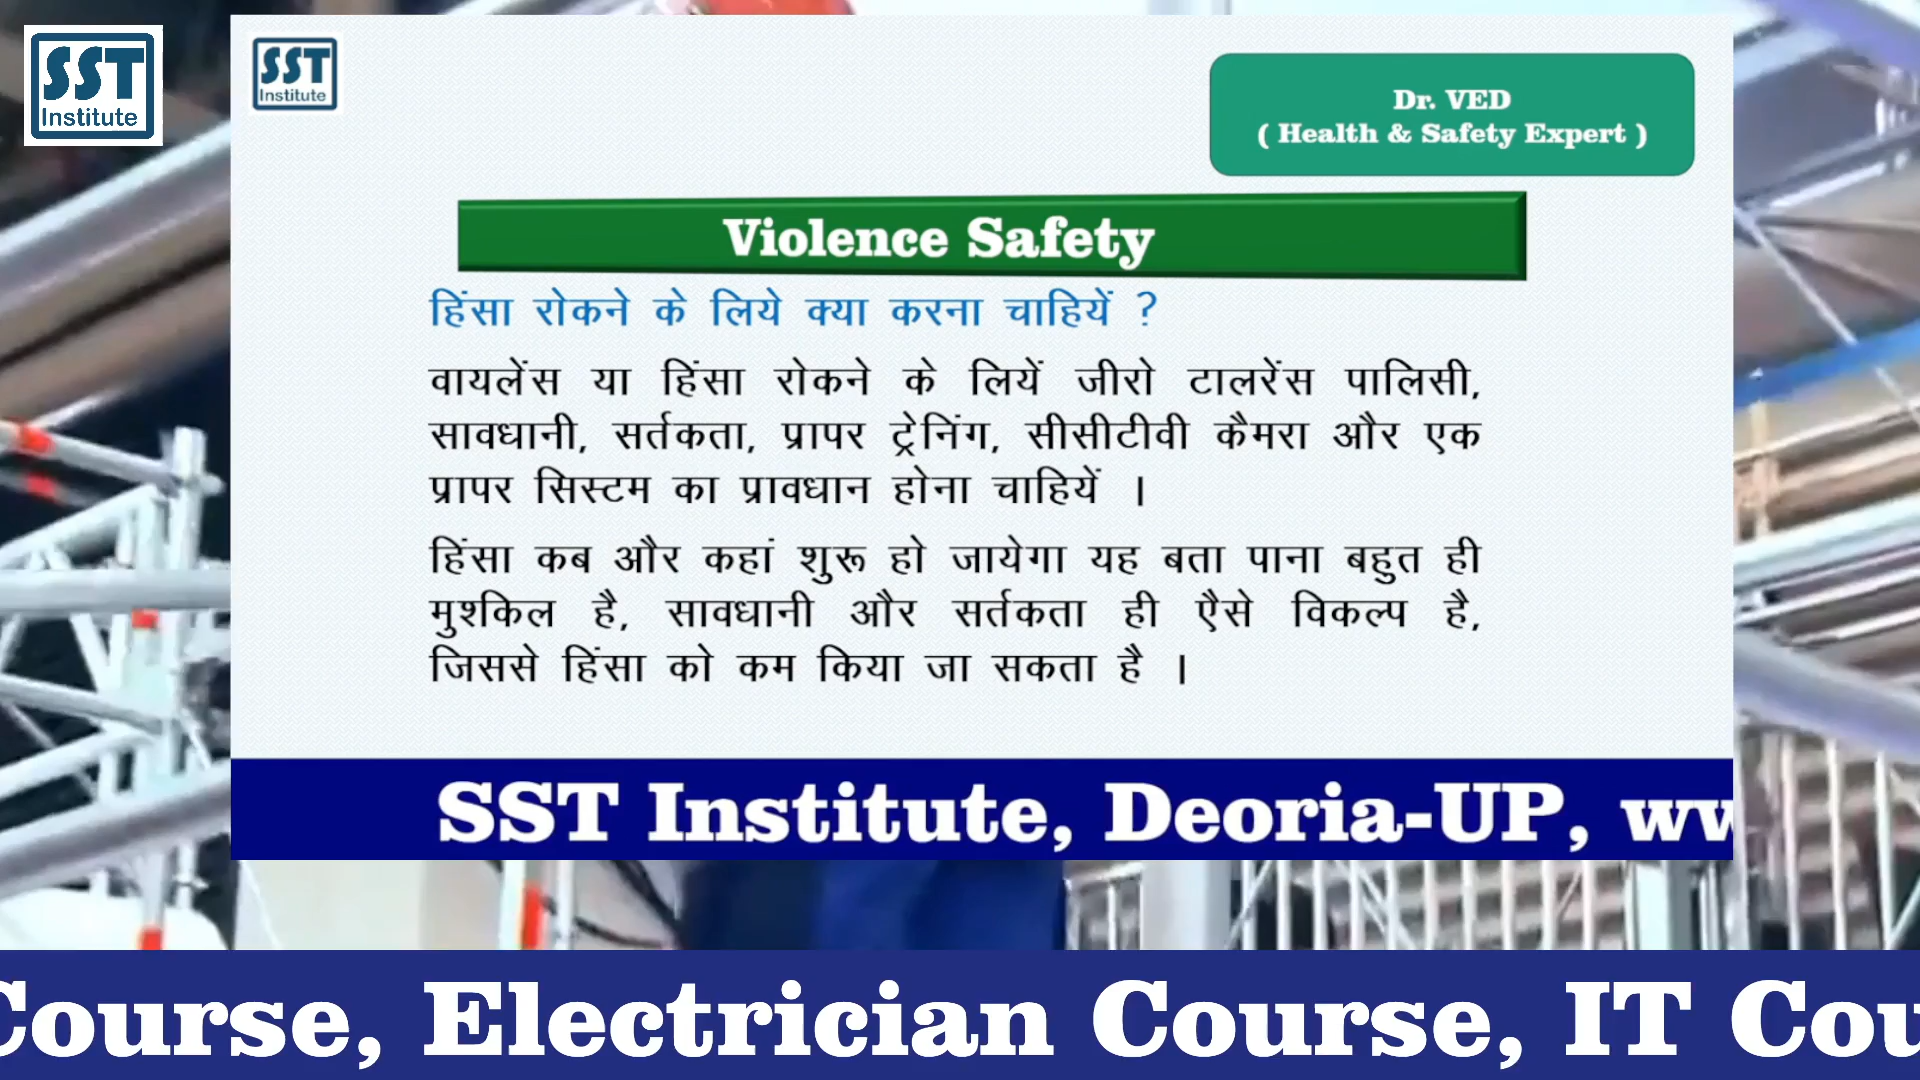 SST
Institute
SST
Institute
Dr. VED
( Health & Safety Expert )
Violence Safety
हिंसा रोकने के लिये क्या करना चाहियें ?
वायलेंस या हिंसा रोकने के लियें जीरो टालरेंस पालिसी,
सावधानी, सर्तकता, प्रापर ट्रेनिंग, सीसीटीवी कैमरा और एक
प्रापर सिस्टम का प्रावधान होना चाहियें ।
हिंसा कब और कहां शुरू हो जायेगा यह बता पाना बहुत ही
मुश्किल है, सावधानी और सर्तकता ही एैसे विकल्प है,
जिससे हिंसा को कम किया जा सकता है ।
SST Institute, Deoria-UP,
Course, Electrician Course, IT